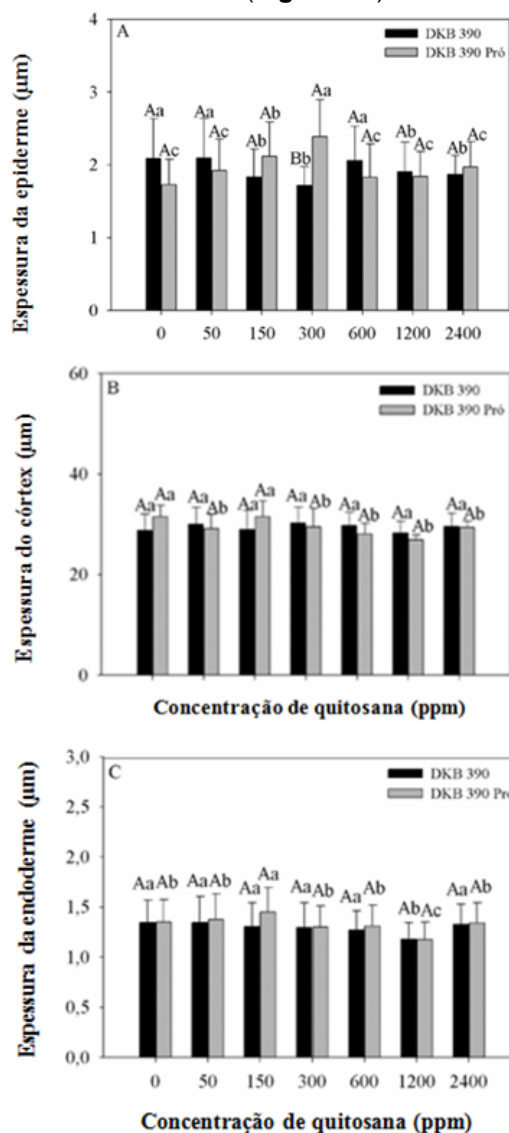 A
DKB 390
DKB 390 Pró
Espessura da epiderme (µm)
4
3
2
1
0
Aa Ac Aa Ac Ab Ab Bb Aa Aa Ac Ab Ac Ab Ac
0 50 150 300 600 1200 2400
B
DKB 390
DKB 390 Pró
Espessura do córtex (µm)
60
40
20
0
Aa Aa Aa Ab Aa Aa Aa Ab Aa Ab Aa Ab Aa Ab
Concentração de quitosana (ppm)
C
DKB 390
DKB 390 Pró
Espessura da endoderme (µm)
3,0
2,5
2,0
1,5
1,0
0,5
0,0
Aa Ab Aa Ab Aa Aa Aa Ab Aa Ab Ab Ac Aa Ab
0 50 150 300 600 1200 2400
Concentração de quitosana (ppm)